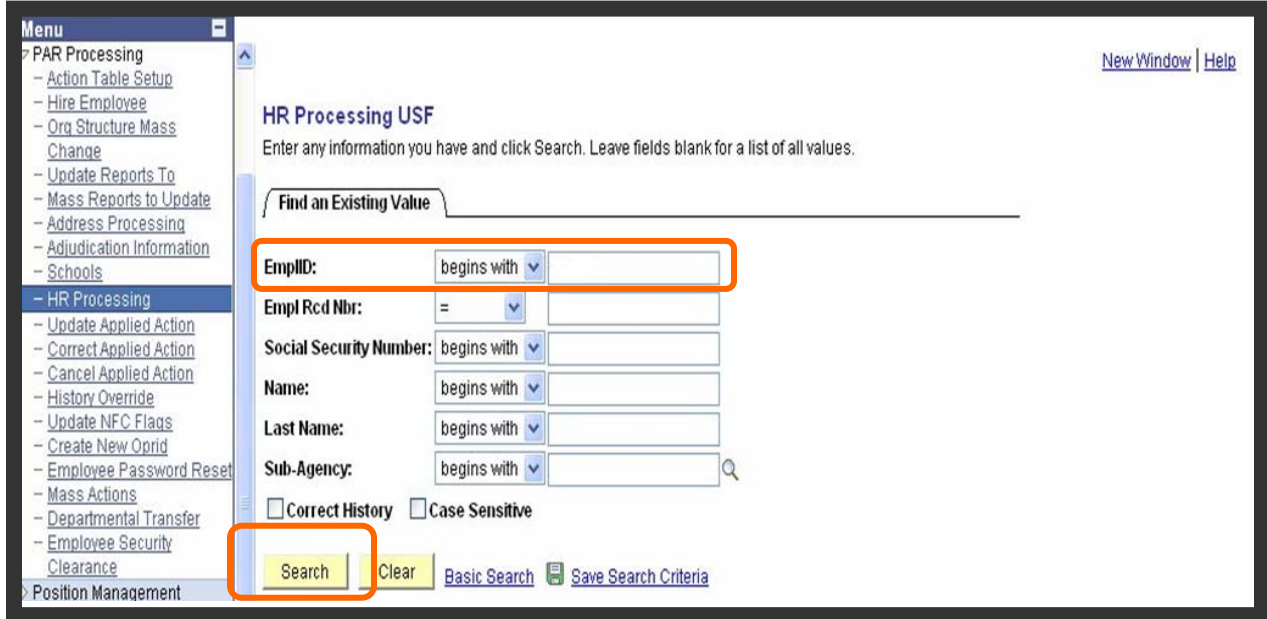 Menu
PAR Processing
– Action Table Setup
– Hire Employee
– Org Structure Mass
Change
– Update Reports To
– Mass Reports to Update
– Address Processing
– Adjudication Information
– Schools
– HR Processing
– Update Applied Action
– Correct Applied Action
– Cancel Applied Action
– History Override
– Update NFC Flags
– Create New Oprid
– Employee Password Reset
– Mass Actions
– Departmental Transfer
– Employee Security
Clearance
Position Management
New Window | Help
HR Processing USF
Enter any information you have and click Search. Leave fields blank for a list of all values.
Find an Existing Value
EmplID: begins with
Empl Rcd Nbr: =
Social Security Number: begins with
Name: begins with
Last Name: begins with
Sub-Agency: begins with
Correct History Case Sensitive
Search Clear Basic Search Save Search Criteria